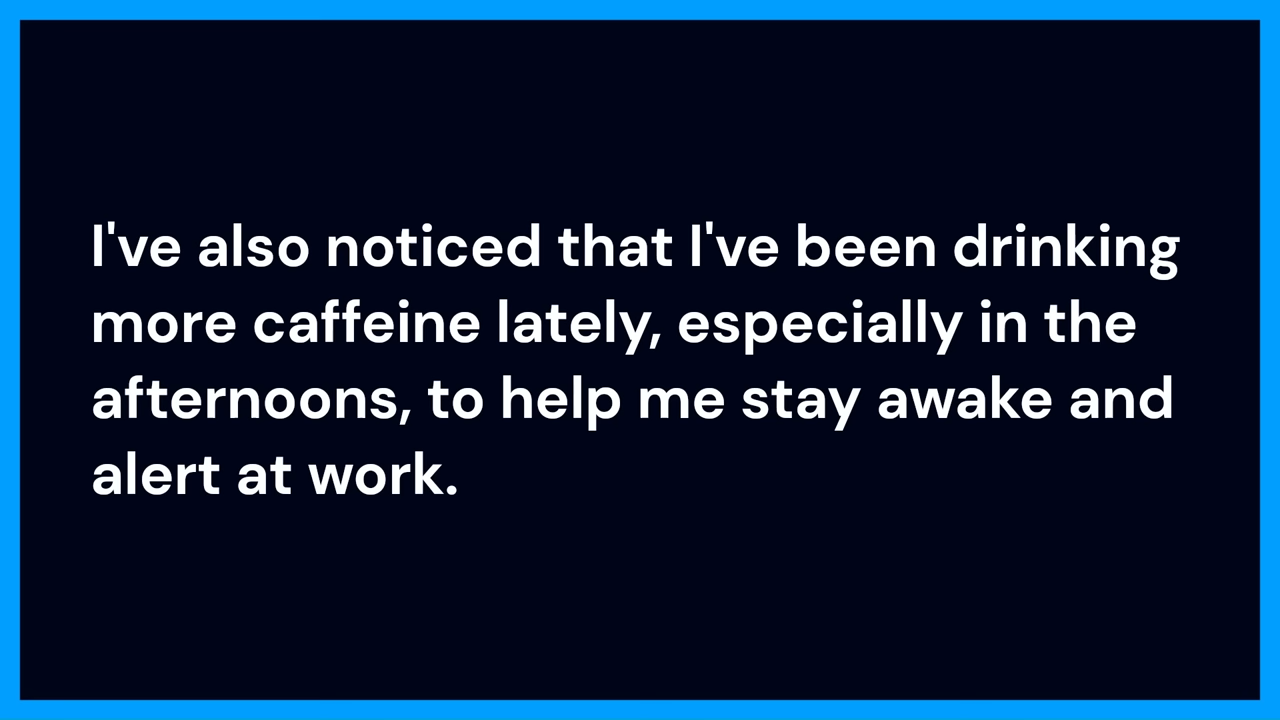 I've also noticed that I've been drinking
more caffeine lately, especially in the
afternoons, to help me stay awake and
alert at work.